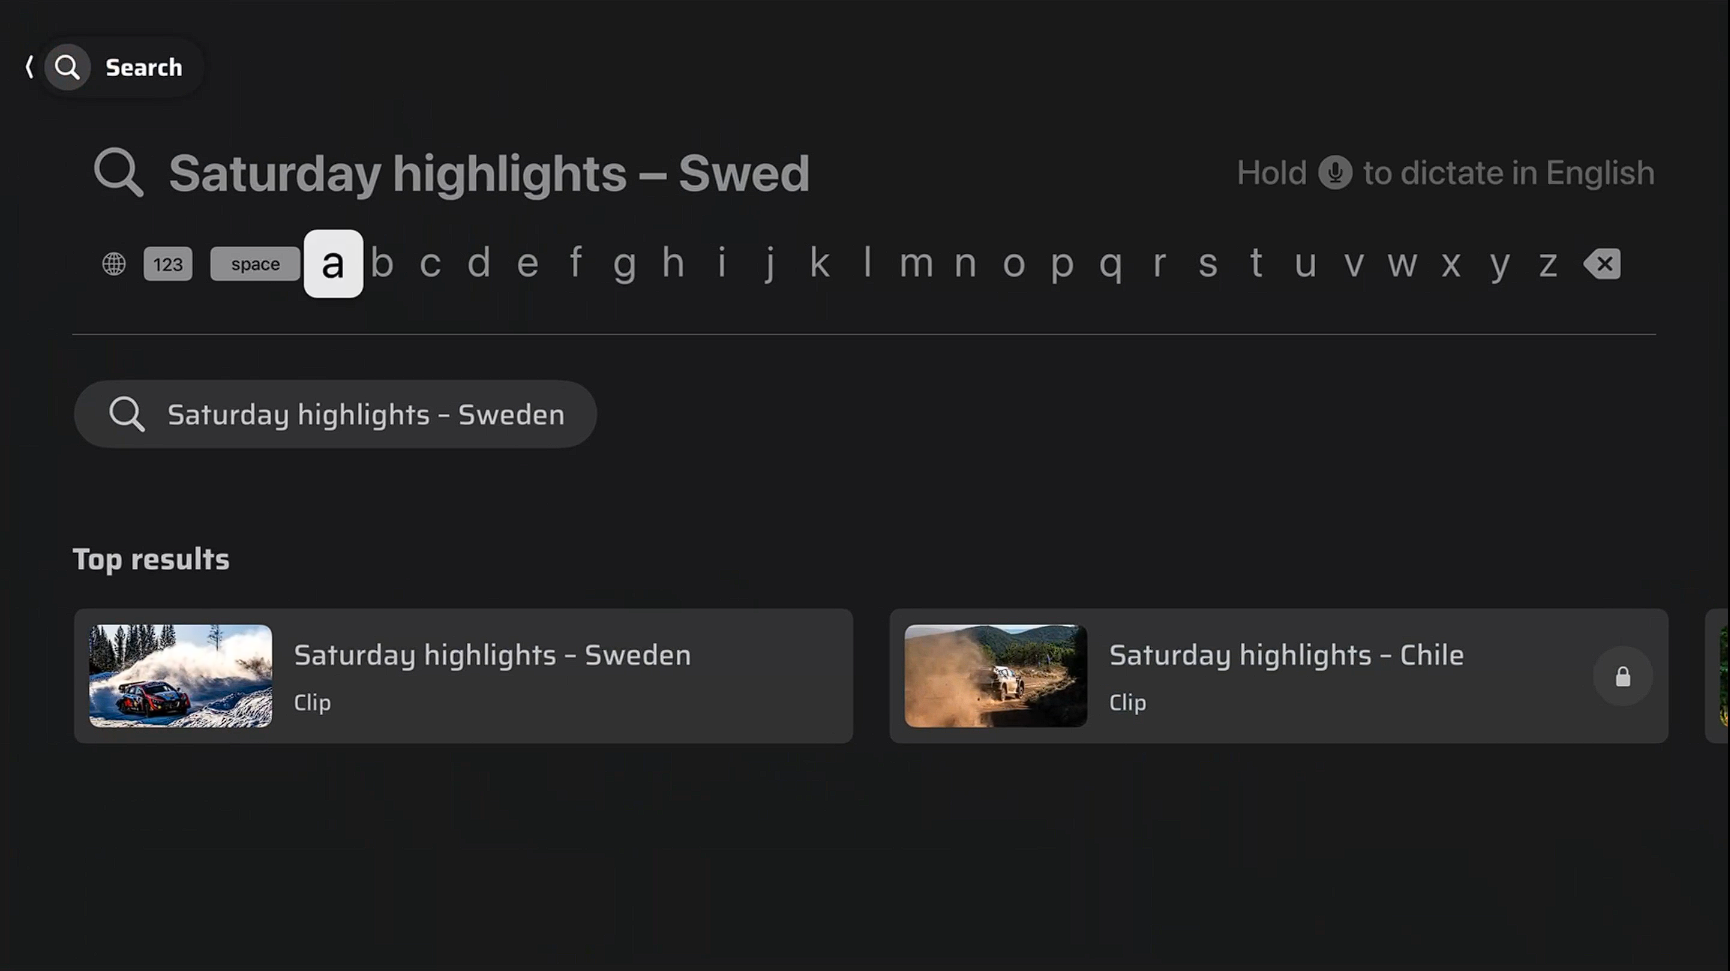 Search
Saturday highlights – Swed
Hold to dictate in English
123 space a b c d e f g h i j k l m n o p q r s t u v w x y z
Saturday highlights – Sweden
Top results
Saturday highlights – Sweden
Clip
Saturday highlights – Chile
Clip